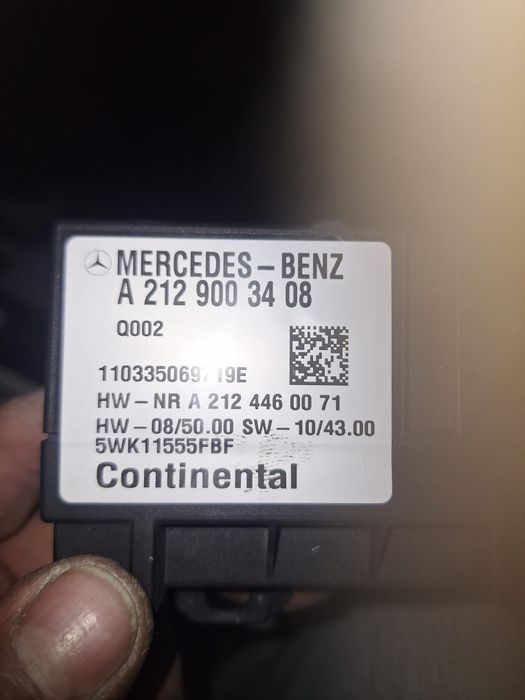 MERCEDES-BENZ
A 212 900 34 08
Q002
110335069719E
HW-NR A 212 446 00 71
HW-08/50.00 SW-10/43.00
5WK11555FBF
Continental